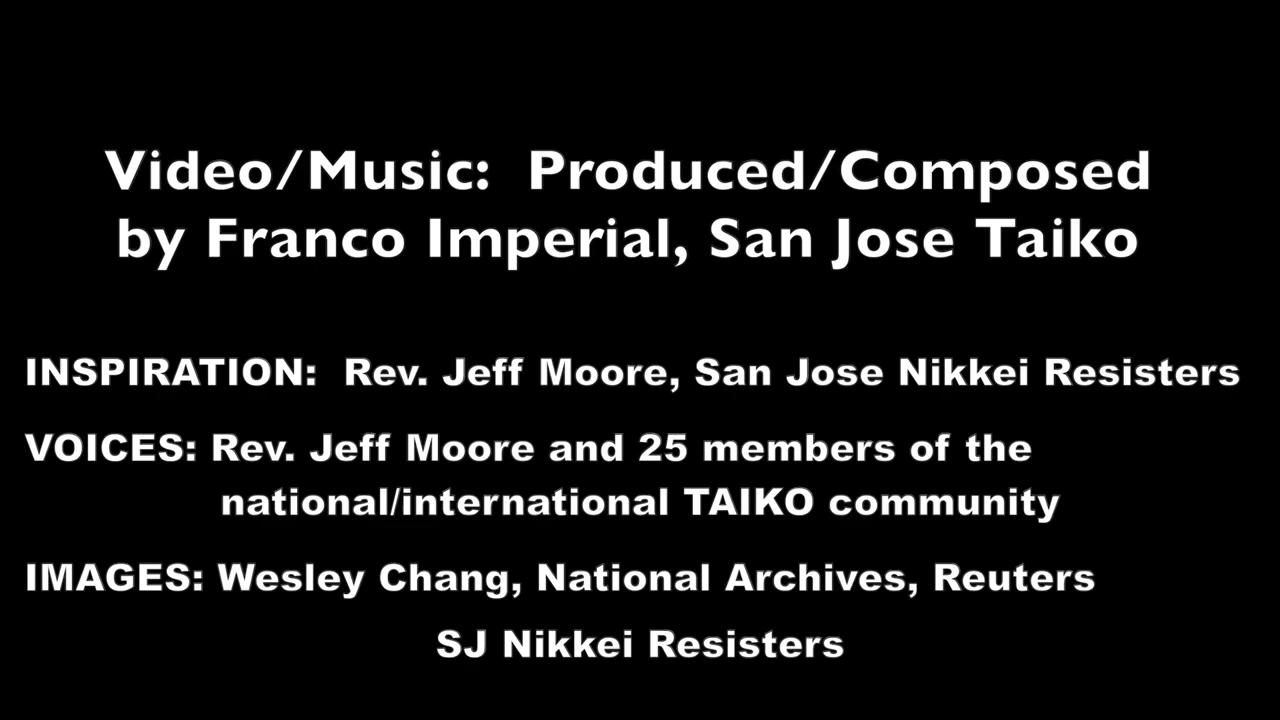 Video/Music: Produced/Composed
by Franco Imperial, San Jose Taiko
INSPIRATION: Rev. Jeff Moore, San Jose Nikkei Resisters
VOICES: Rev. Jeff Moore and 25 members of the
national/international TAIKO community
IMAGES: Wesley Chang, National Archives, Reuters
SJ Nikkei Resisters